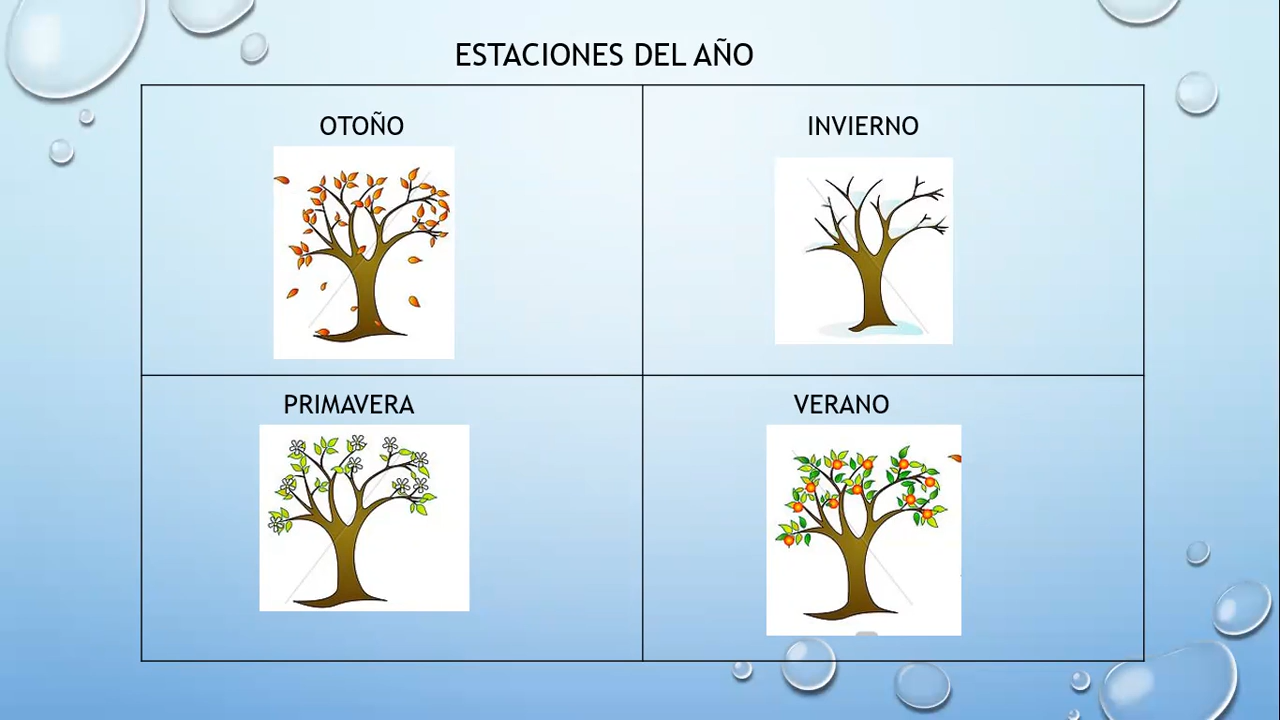 ESTACIONES DEL AÑO
OTOÑO
INVIERNO
PRIMAVERA
VERANO